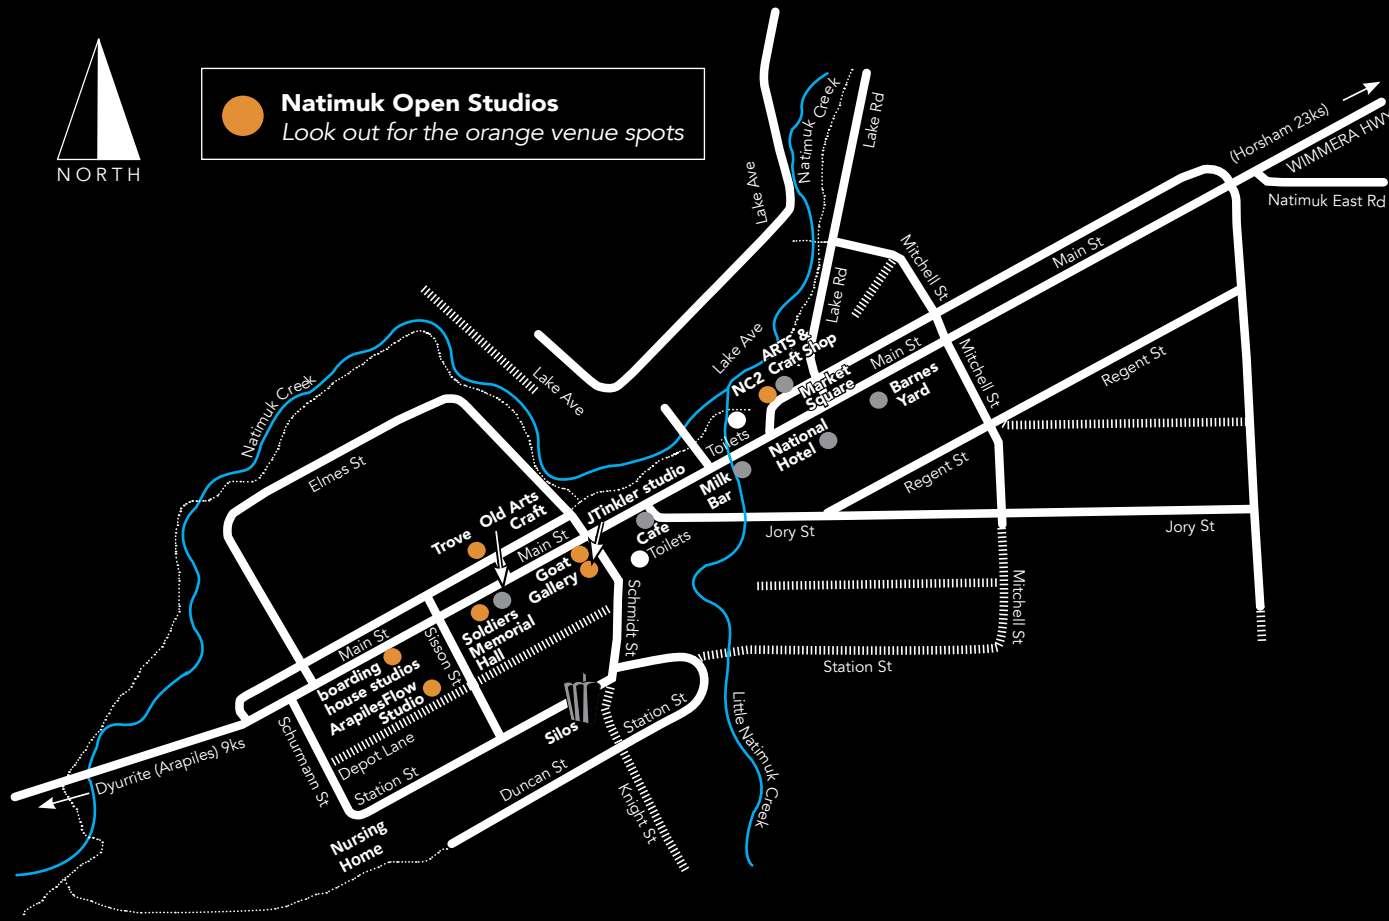 Natimuk Open Studios
Look out for the orange venue spots
NORTH
Lake Ave
Natimuk Creek
Lake Rd
(Horsham 23ks)
WIMMERA HWY
Natimuk East Rd
Mitchell St
Main St
Lake Rd
Lake Ave
ARTS &
Craft Shop
NC2
Market
Square
Main St
Barnes
Yard
Mitchell St
Regent St
Lake Ave
Natimuk Creek
Toilets
National
Hotel
Milk
Bar
Regent St
Elmes St
Old Arts
Craft
JTinkler studio
Trove
Main St
Goat
Gallery
Cafe
Toilets
Jory St
Jory St
Soldiers
Memorial
Hall
Sisson St
Schmidt St
Mitchell St
Main St
boarding
house studios
ArapilesFlow
Studio
Station St
Depot Lane
Schurmann St
Station St
Silos
Station St
Little Natimuk Creek
Dyurrite (Arapiles) 9ks
Duncan St
Knight St
Nursing
Home